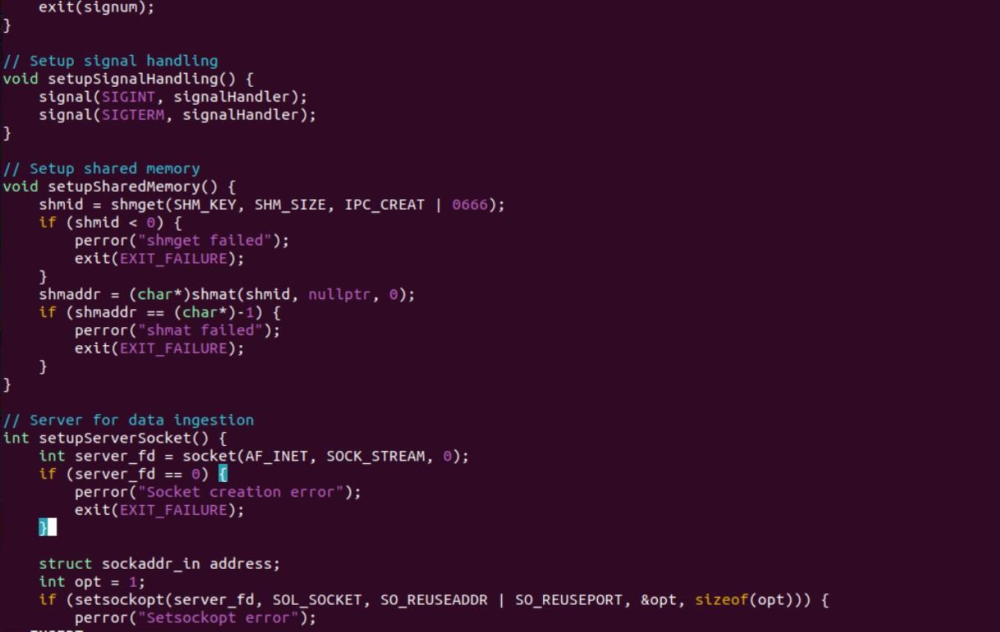 exit(signum);
}

// Setup signal handling
void setupSignalHandling() {
    signal(SIGINT, signalHandler);
    signal(SIGTERM, signalHandler);
}

// Setup shared memory
void setupSharedMemory() {
    shmid = shmget(SHM_KEY, SHM_SIZE, IPC_CREAT | 0666);
    if (shmid < 0) {
        perror("shmget failed");
        exit(EXIT_FAILURE);
    }
    shmaddr = (char*)shmat(shmid, nullptr, 0);
    if (shmaddr == (char*)-1) {
        perror("shmat failed");
        exit(EXIT_FAILURE);
    }
}

// Server for data ingestion
int setupServerSocket() {
    int server_fd = socket(AF_INET, SOCK_STREAM, 0);
    if (server_fd == 0) {
        perror("Socket creation error");
        exit(EXIT_FAILURE);
    }

    struct sockaddr_in address;
    int opt = 1;
    if (setsockopt(server_fd, SOL_SOCKET, SO_REUSEADDR | SO_REUSEPORT, &opt, sizeof(opt))) {
        perror("Setsockopt error");